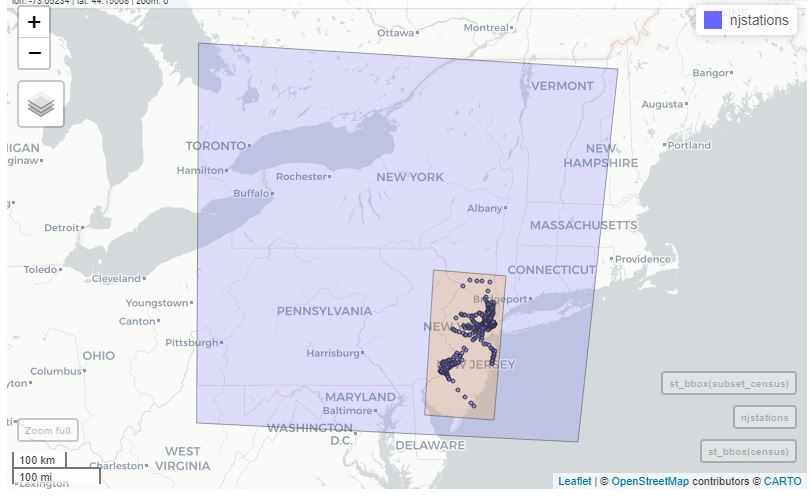 lon: -73.05234 | lat: 44.15008 | zoom: 6
+
njstations
Ottawa
Montreal
−
Bangor
VERMONT
Augusta
TORONTO
Portland
IGAN
NEW
HAMPSHIRE
ginaw
Hamilton
Rochester
NEW YORK
Buffalo
Albany
MASSACHUSETTS
Detroit
Providence
Toledo
CONNECTICUT
Cleveland
Bridgeport
Youngstown
PENNSYLVANIA
Canton
NEW Y
Pittsburgh
Harrisburg
OHIO
JERSEY
Columbus
yton
st_bbox(subset_census)
MARYLAND
Baltimore
njstations
Zoom full
WASHINGTON
D.C.
DELAWARE
WEST
VIRGINIA
st_bbox(census)
100 km
Charleston
100 mi
Leaflet | © OpenStreetMap contributors © CARTO